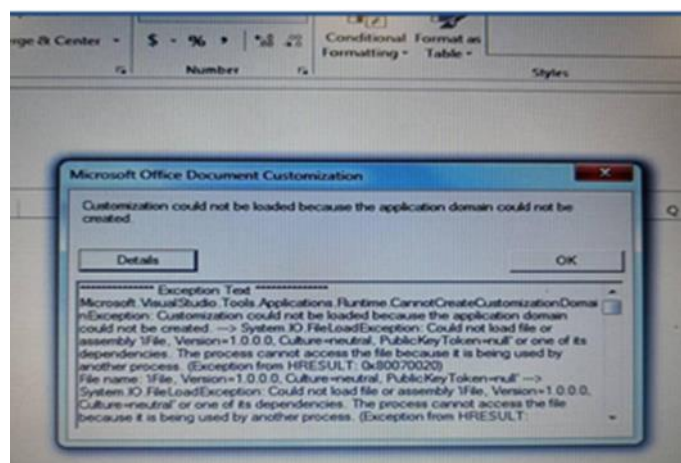 Center
$ - % ,
Conditional Format as
Formatting - Table -
Number
Styles
Microsoft Office Document Customization
Customization could not be loaded because the application domain could not be
created.
Details
OK
************** Exception Text **************
Microsoft.VisualStudio.Tools.Applications.Runtime.CannotCreateCustomizationDomai
nException: Customization could not be loaded because the application domain
could not be created. ---> System.IO.FileLoadException: Could not load file or
assembly '1File, Version=1.0.0.0, Culture=neutral, PublicKeyToken=null' or one of its
dependencies. The process cannot access the file because it is being used by
another process. (Exception from HRESULT: 0x80070020)
File name: '1File, Version=1.0.0.0, Culture=neutral, PublicKeyToken=null' --->
System.IO.FileLoadException: Could not load file or assembly '1File, Version=1.0.0.0,
Culture=neutral' or one of its dependencies. The process cannot access the file
because it is being used by another process. (Exception from HRESULT:
Q